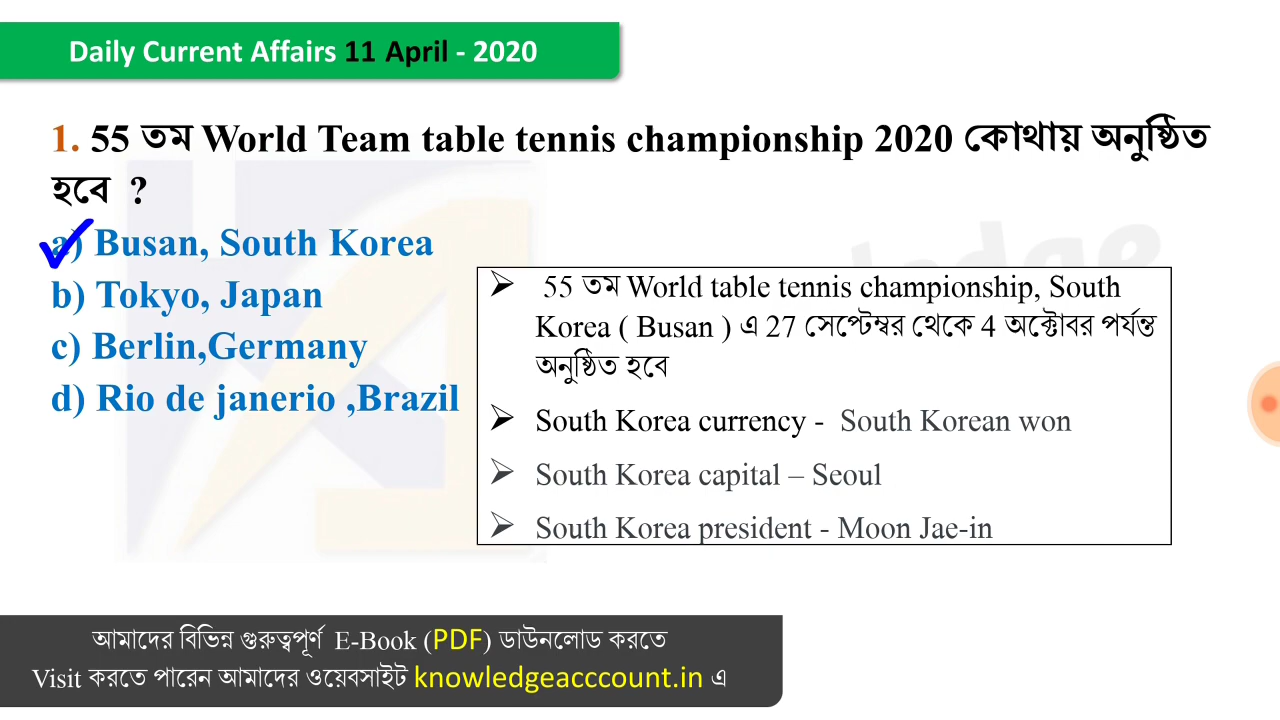 Daily Current Affairs 11 April - 2020
1. 55 তম World Team table tennis championship 2020 কোথায় অনুষ্ঠিত
হবে ?
a) Busan, South Korea
b) Tokyo, Japan
c) Berlin,Germany
d) Rio de janerio ,Brazil
➢ 55 তম World table tennis championship, South
Korea ( Busan ) এ 27 সেপ্টেম্বর থেকে 4 অক্টোবর পর্যন্ত
অনুষ্ঠিত হবে
➢ South Korea currency - South Korean won
➢ South Korea capital – Seoul
➢ South Korea president - Moon Jae-in
আমাদের বিভিন্ন গুরুত্বপূর্ণ E-Book (PDF) ডাউনলোড করতে
Visit করতে পারেন আমাদের ওয়েবসাইট knowledgeacccount.in এ